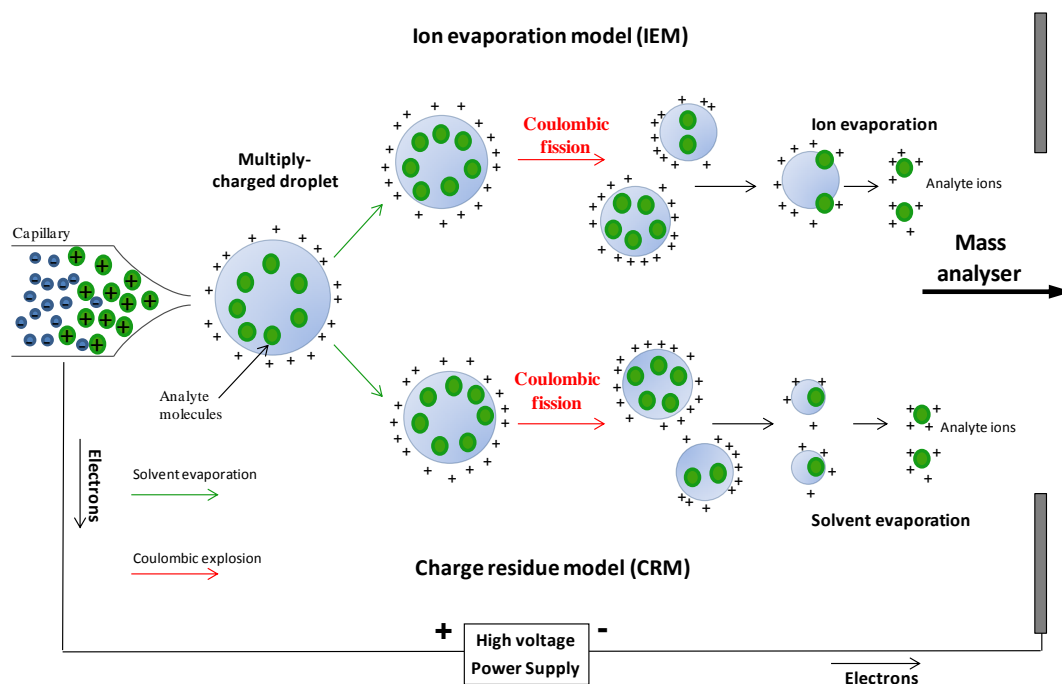 Ion evaporation model (IEM)
Coulombic
fission
Ion evaporation
Multiply-
charged droplet
Analyte ions
Capillary
Mass
analyser
Coulombic
fission
Analyte
molecules
Analyte ions
Electrons
Solvent evaporation
Solvent evaporation
Coulombic explosion
Charge residue model (CRM)
+
-
High voltage
Power Supply
Electrons